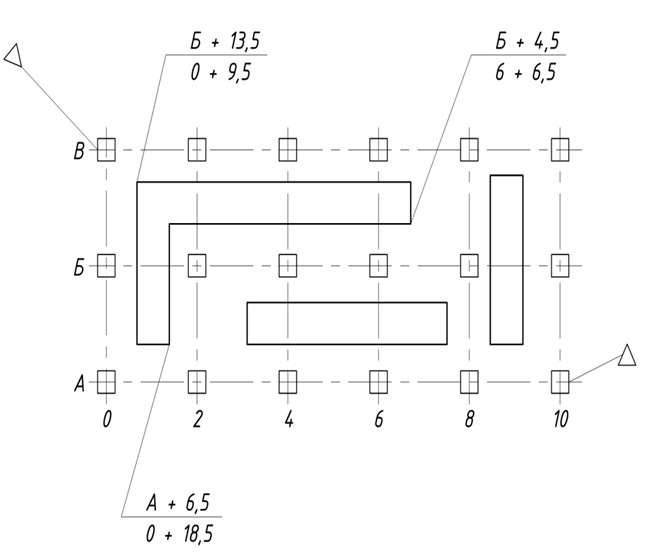 Б + 13,5
0 + 9,5
Б + 4,5
6 + 6,5
В
Б
А
0 2 4 6 8 10
А + 6,5
0 + 18,5